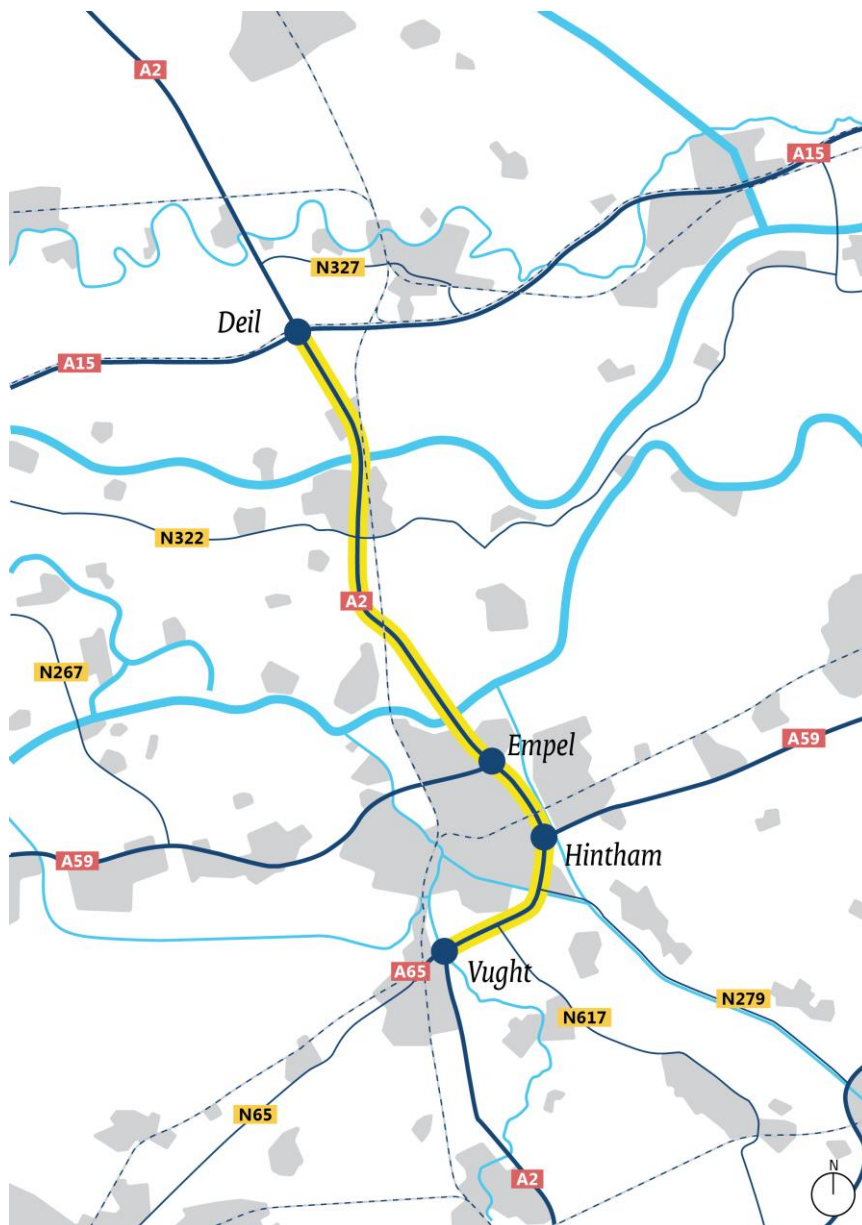 A2
A15
N327
Deil
A15
N322
A2
N267
Empel
A59
Hintham
A59
Vught
A65
N279
N617
N65
A2
N